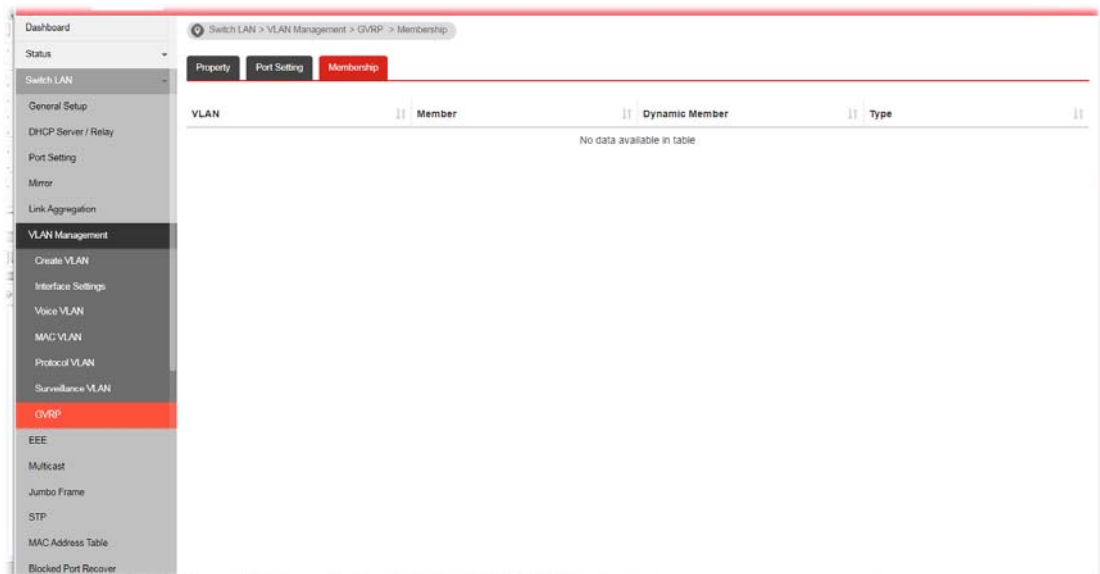 Dashboard
Switch LAN > VLAN Management > GVRP > Membership
Status
Property Port Setting Membership
Switch LAN
General Setup
VLAN Member Dynamic Member Type
DHCP Server / Relay
No data available in table
Port Setting
Mirror
Link Aggregation
VLAN Management
Create VLAN
Interface Settings
Voice VLAN
MAC VLAN
Protocol VLAN
Surveillance VLAN
GVRP
EEE
Multicast
Jumbo Frame
STP
MAC Address Table
Blocked Port Recover